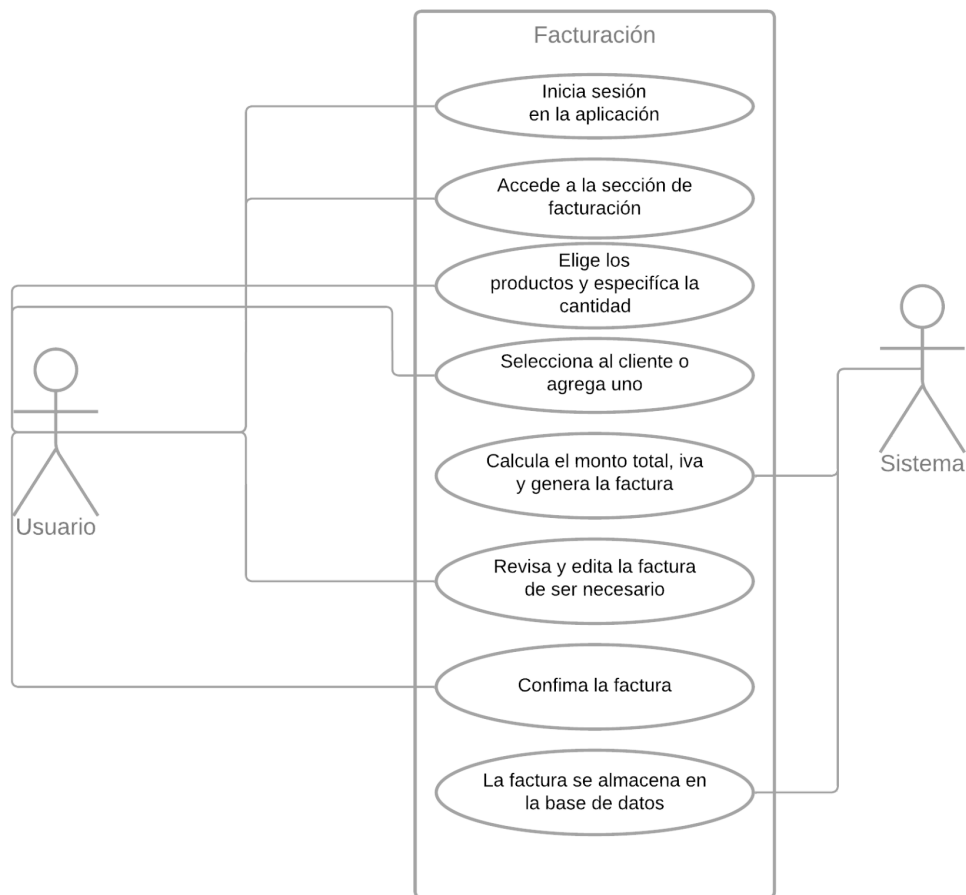 Facturación
Inicia sesión
en la aplicación
Accede a la sección de
facturación
Elige los
productos y especifíca la
cantidad
Selecciona al cliente o
agrega uno
Calcula el monto total, iva
y genera la factura
Revisa y edita la factura
de ser necesario
Confima la factura
La factura se almacena en
la base de datos
Usuario
Sistema